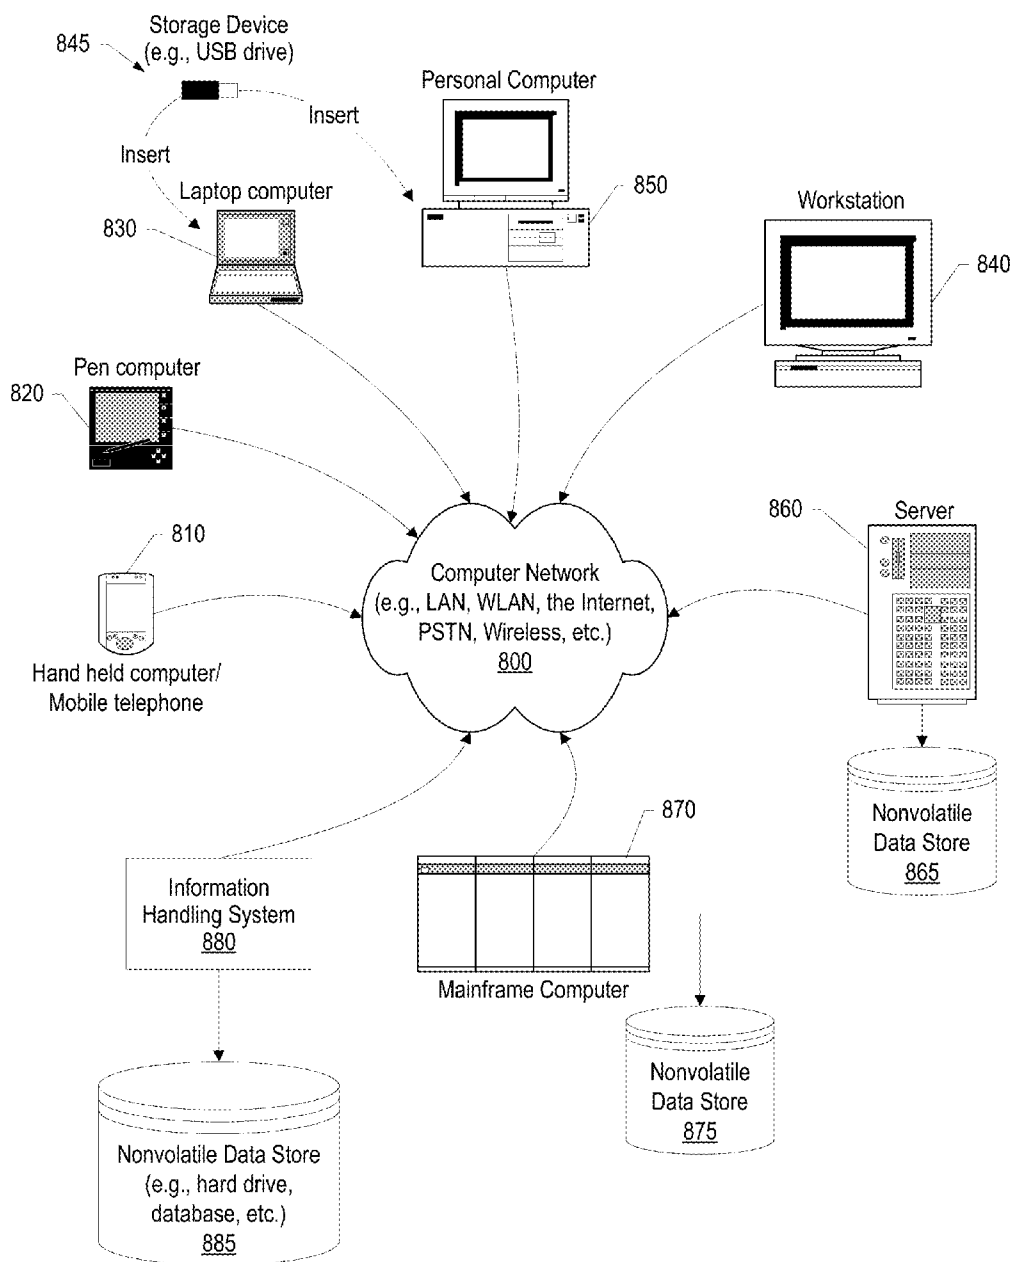 Storage Device
(e.g., USB drive)
845
Personal Computer
Insert
Insert
Laptop computer
850
830
Workstation
840
Pen computer
820
860
Server
810
Computer Network
(e.g., LAN, WLAN, the Internet,
PSTN, Wireless, etc.)
800
Hand held computer/
Mobile telephone
870
Nonvolatile
Data Store
865
Information
Handling System
880
Mainframe Computer
Nonvolatile
Data Store
875
Nonvolatile Data Store
(e.g., hard drive,
database, etc.)
885